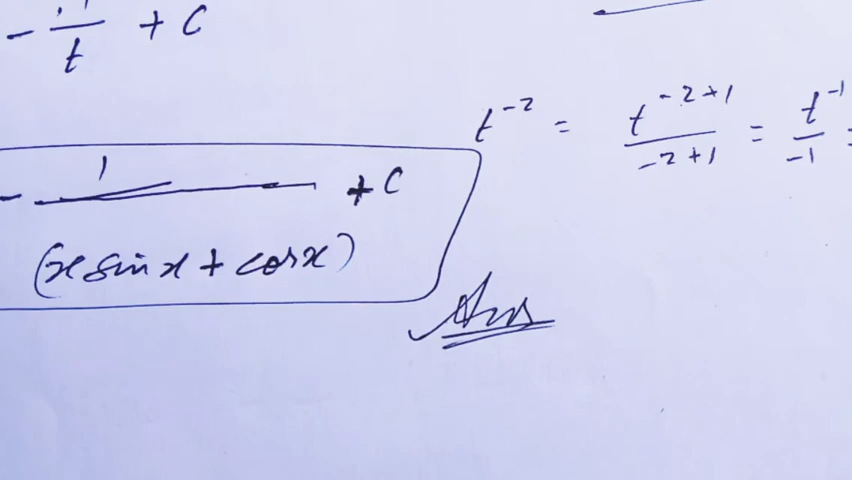 - 1/t + C
t^-2 = t^-2+1/-2+1 = t^-1/-1 =
- 1/(x sin x + cos x) + C
Ans